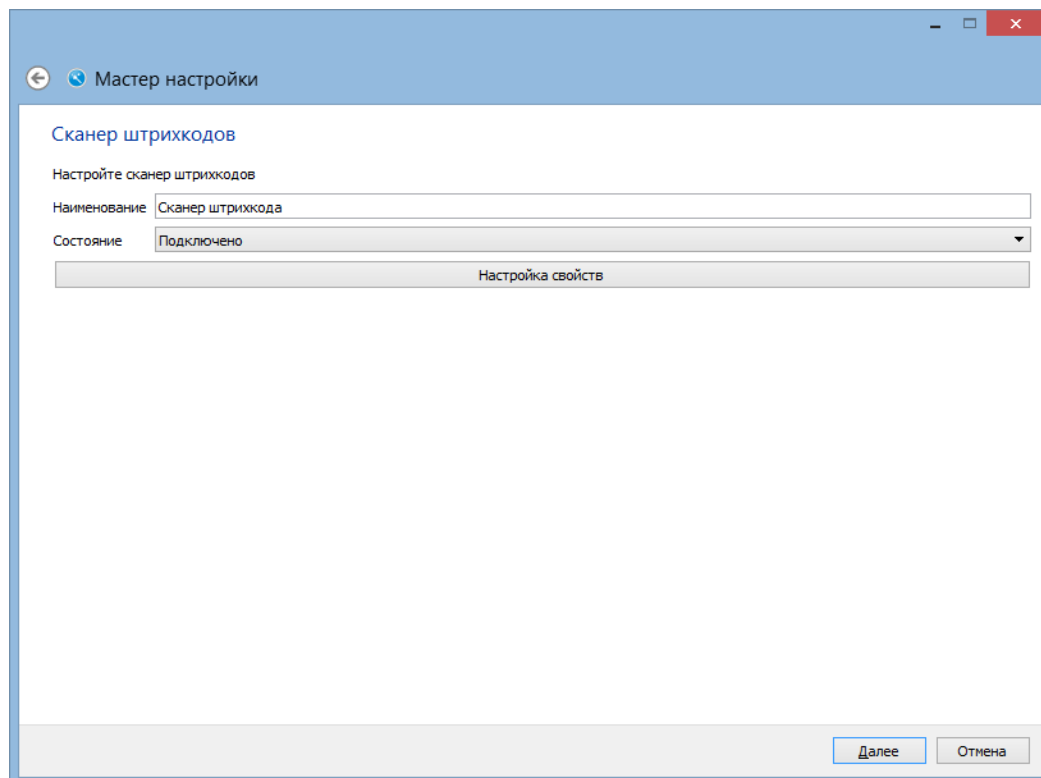 Мастер настройки
Сканер штрихкодов
Настройте сканер штрихкодов
Наименование Сканер штрихкода
Состояние Подключено
Настройка свойств
Далее Отмена